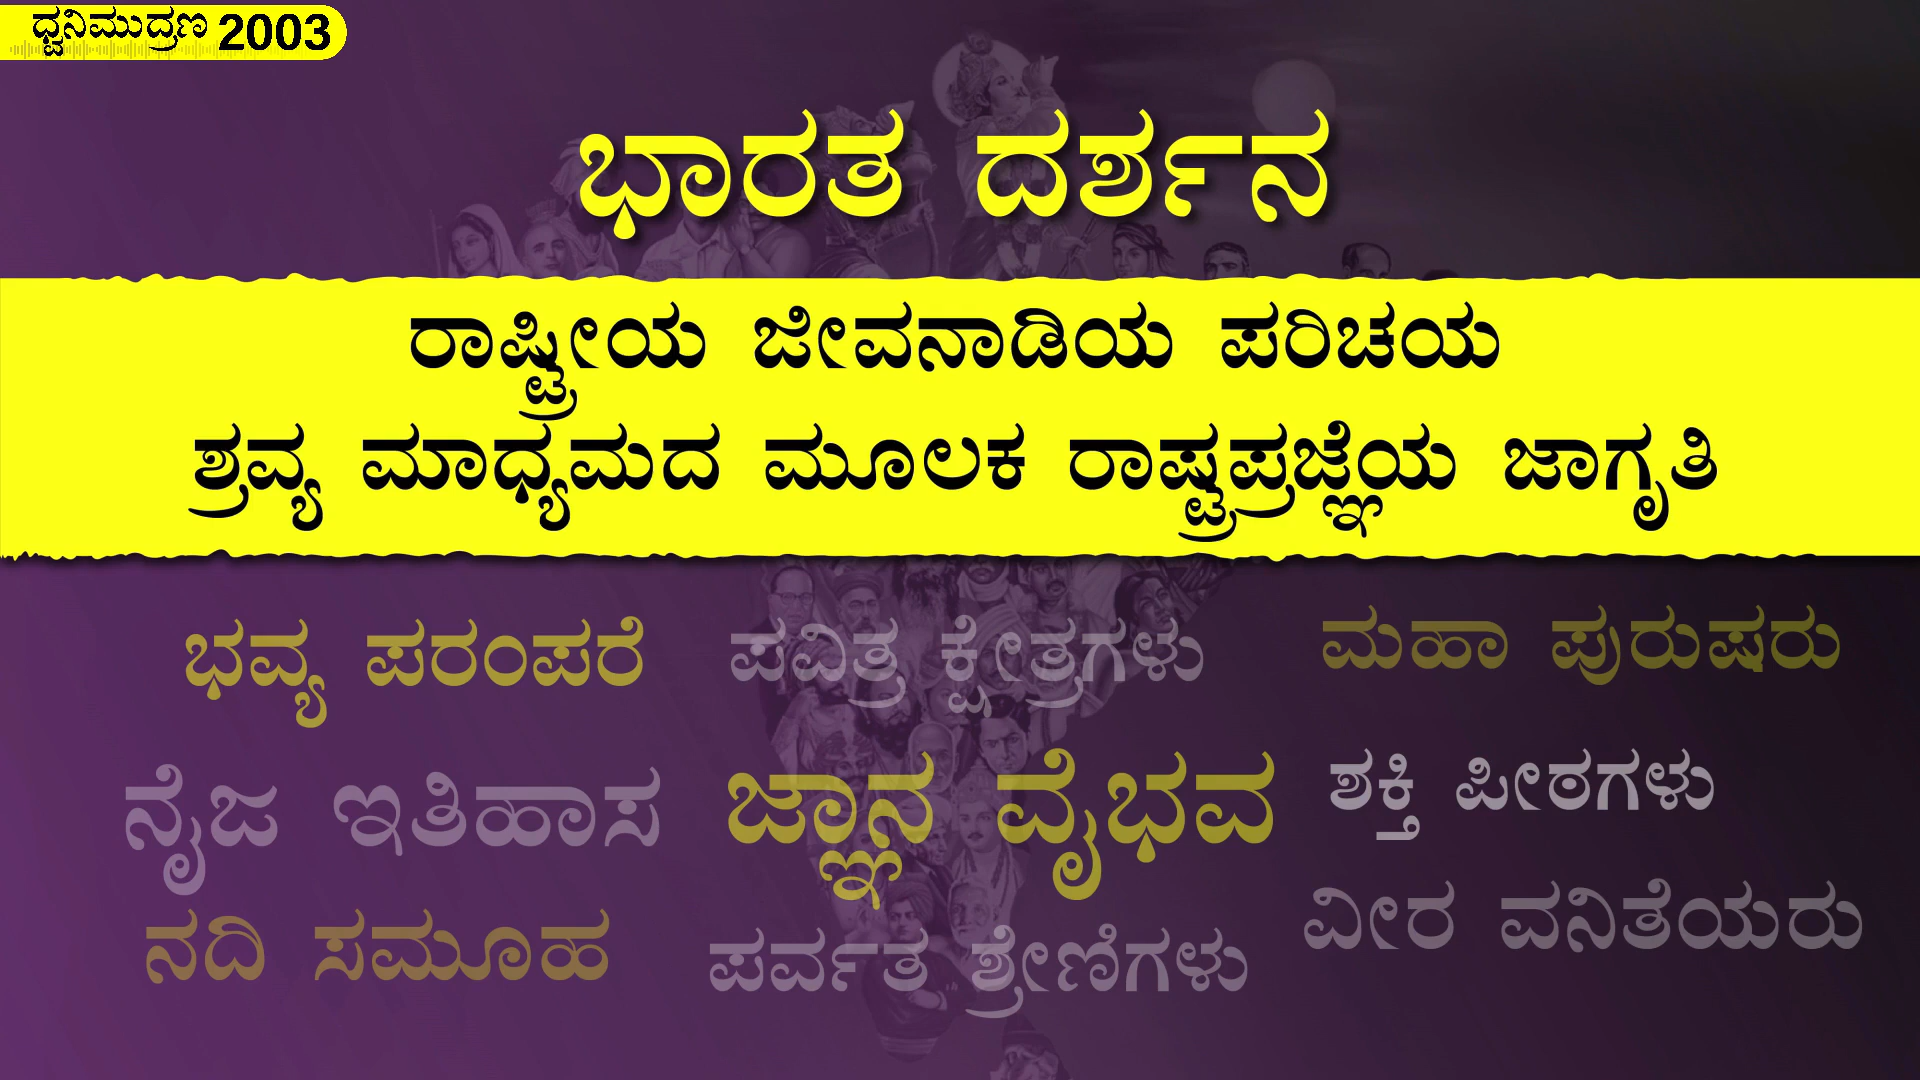 ಧ್ವನಿಮುದ್ರಣ 2003
ಭಾರತ ದರ್ಶನ
ರಾಷ್ಟ್ರೀಯ ಜೀವನಾಡಿಯ ಪರಿಚಯ
ಶ್ರವ್ಯ ಮಾಧ್ಯಮದ ಮೂಲಕ ರಾಷ್ಟ್ರಪ್ರಜ್ಞೆಯ ಜಾಗೃತಿ
ಭವ್ಯ ಪರಂಪರೆ
ಪವಿತ್ರ ಕ್ಷೇತ್ರಗಳು
ಮಹಾ ಪುರುಷರು
ನೈಜ ಇತಿಹಾಸ
ಜ್ಞಾನ ವೈಭವ
ಶಕ್ತಿ ಪೀಠಗಳು
ನದಿ ಸಮೂಹ
ಪರ್ವತ ಶ್ರೇಣಿಗಳು
ವೀರ ವನಿತೆಯರು